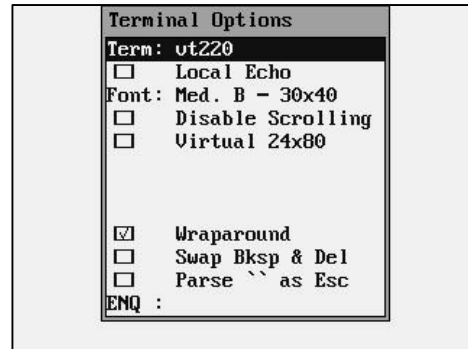 Terminal Options
Term: vt220
Local Echo
Font: Med. B - 30x40
Disable Scrolling
Virtual 24x80
Wraparound
Swap Bksp & Del
Parse `` as Esc
ENQ :